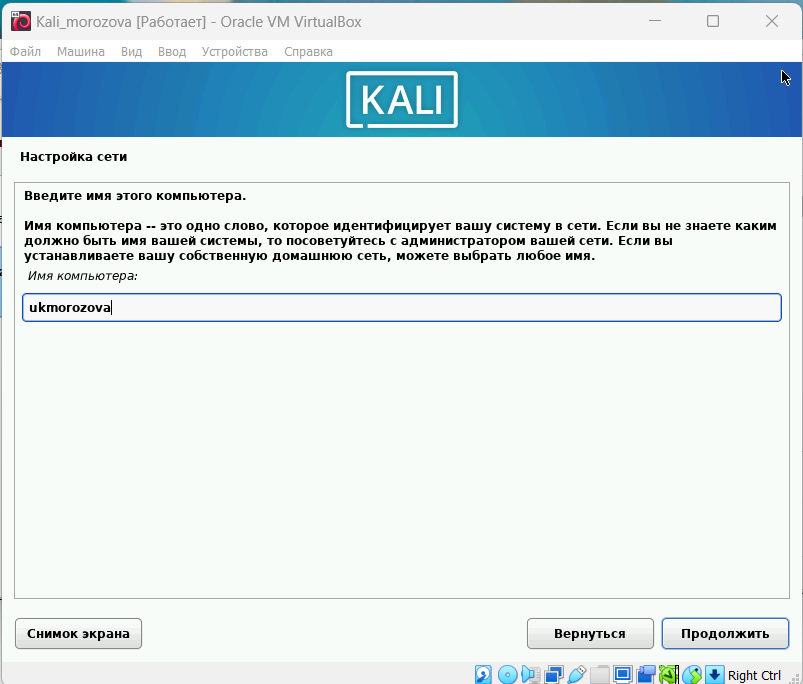 Kali_morozova [Работает] - Oracle VM VirtualBox
Файл Машина Вид Ввод Устройства Справка
KALI
Настройка сети
Введите имя этого компьютера.
Имя компьютера -- это одно слово, которое идентифицирует вашу систему в сети. Если вы не знаете каким
должно быть имя вашей системы, то посоветуйтесь с администратором вашей сети. Если вы
устанавливаете вашу собственную домашнюю сеть, можете выбрать любое имя.
Имя компьютера:
ukmorozova
Снимок экрана Вернуться Продолжить
Right Ctrl